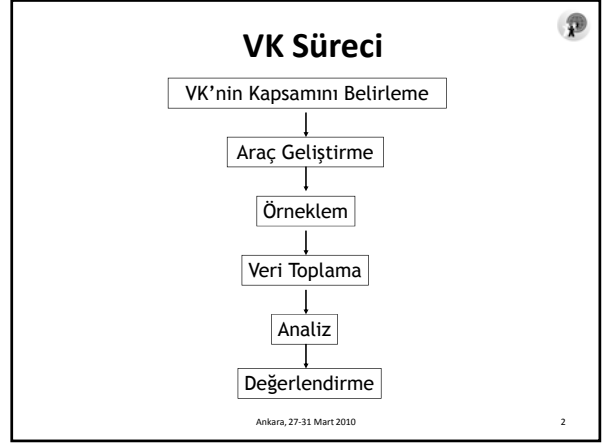 VK Süreci
VK’nin Kapsamını Belirleme
Araç Geliştirme
Örneklem
Veri Toplama
Analiz
Değerlendirme
Ankara, 27-31 Mart 2010
2